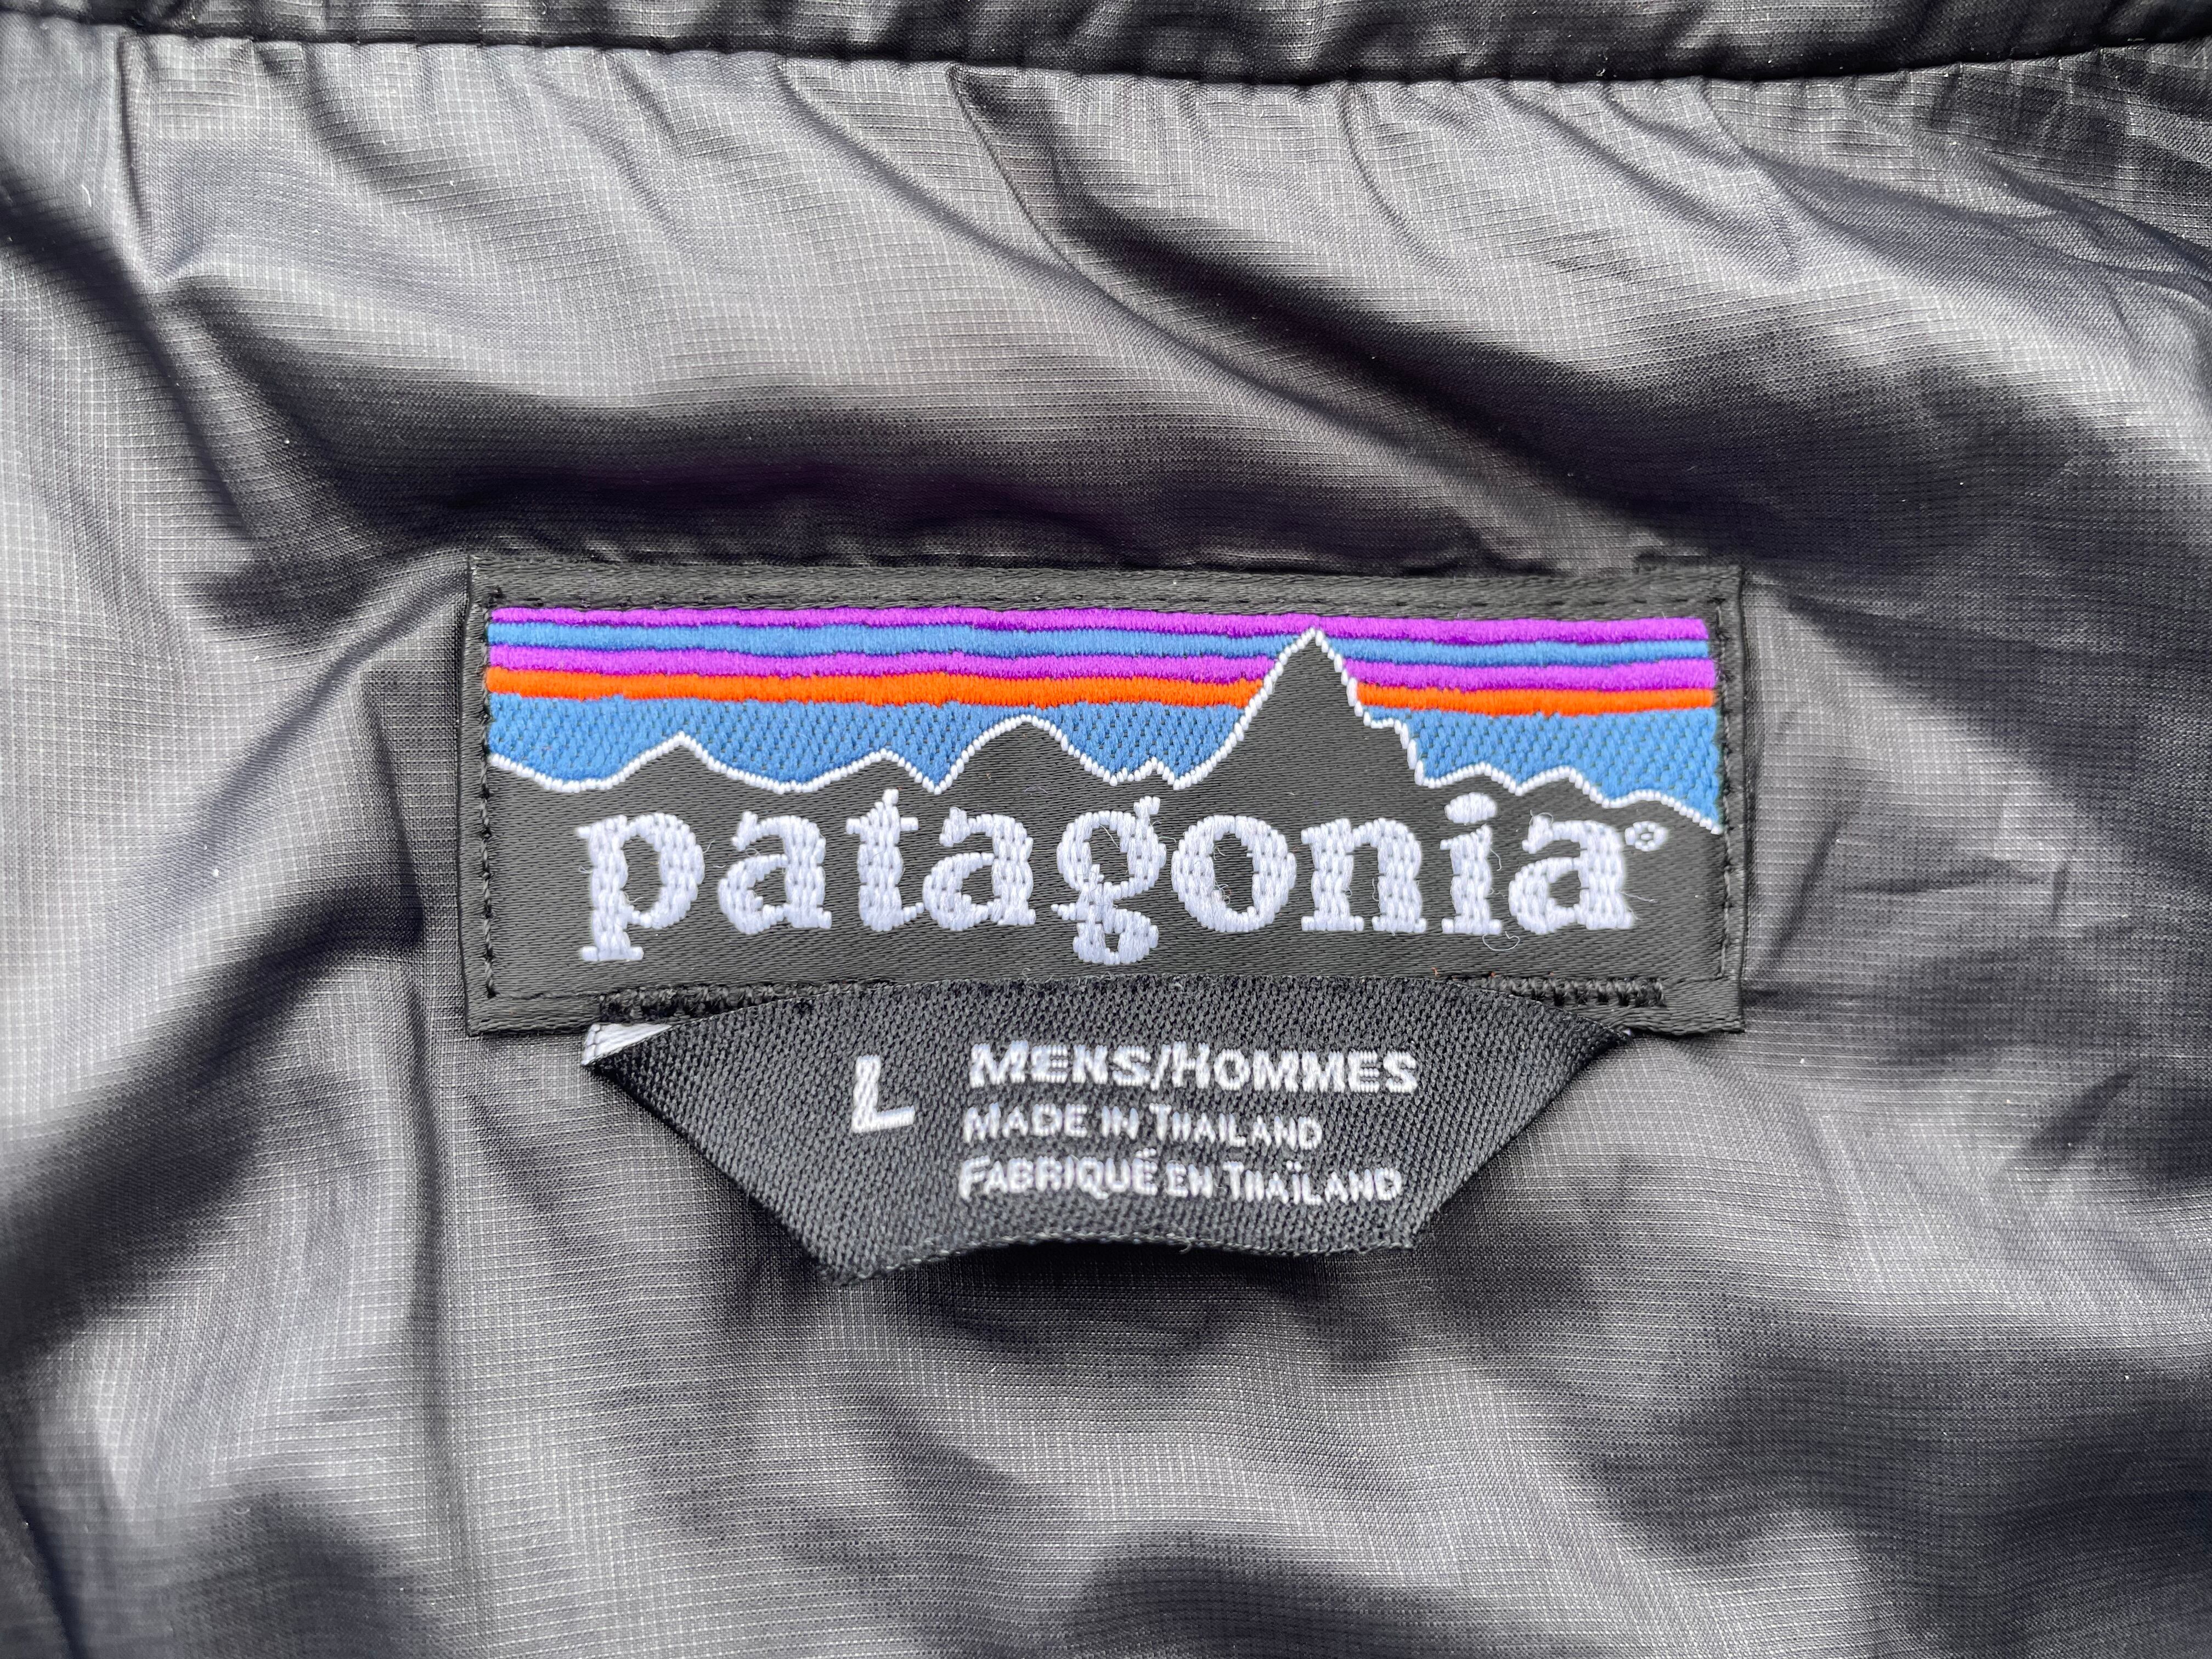 patagonia®
L MENS/HOMMES
MADE IN THAILAND
FABRIQUÉ EN THAÏLAND